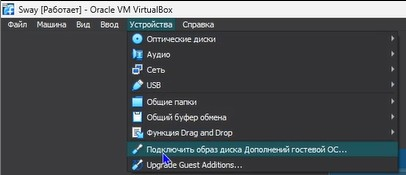 Sway [Работает] - Oracle VM VirtualBox
Файл Машина Вид Ввод Устройства Справка
Оптические диски
Аудио
Сеть
USB
Общие папки
Общий буфер обмена
Функция Drag and Drop
Подключить образ диска Дополнений гостевой ОС...
Upgrade Guest Additions...